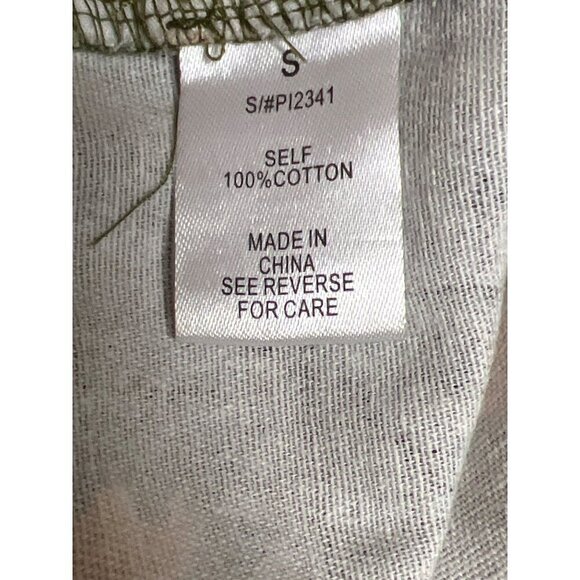 S
S/#PI2341
SELF
100%COTTON
MADE IN
CHINA
SEE REVERSE
FOR CARE